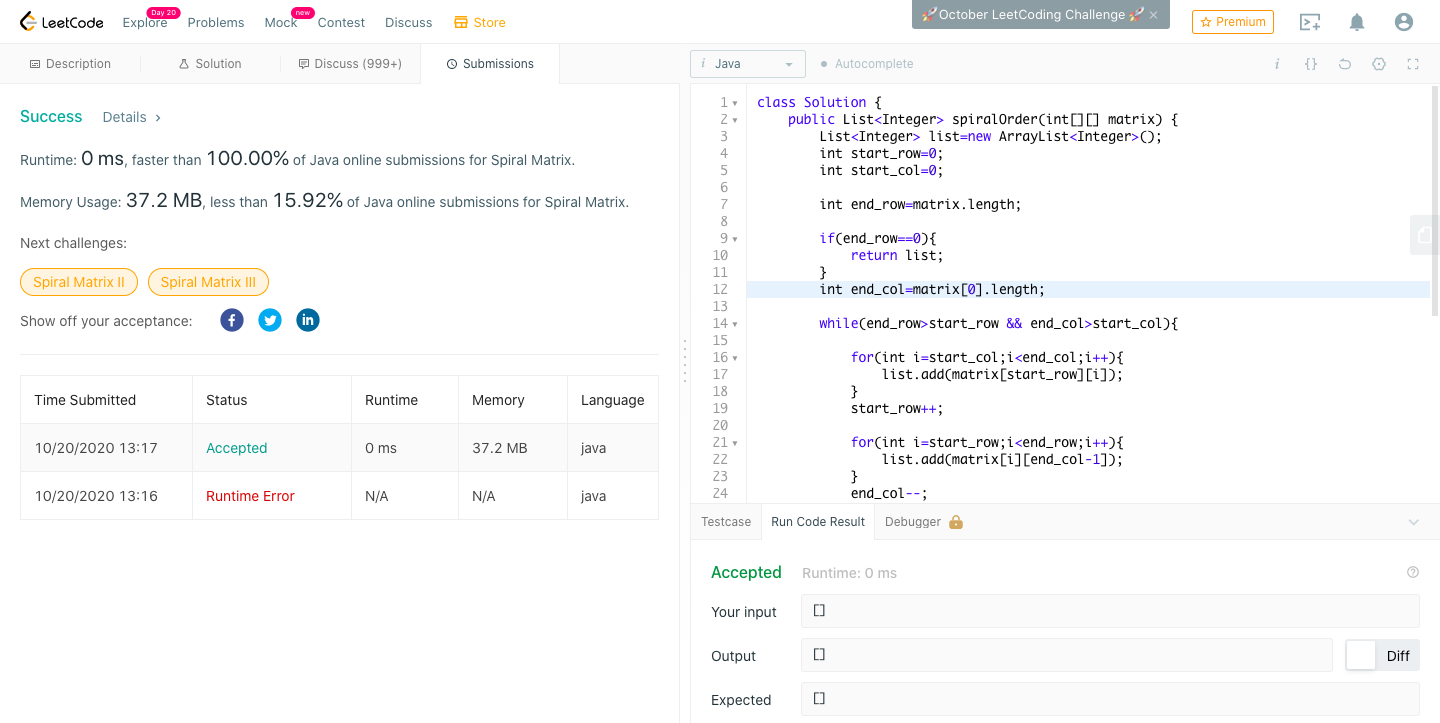 LeetCode
Explore
Day 20
Problems
Mock
new
Contest
Discuss
Store
🚀October LeetCoding Challenge 🚀 ×
Premium
Description
Solution
Discuss (999+)
Submissions
i Java
Autocomplete
Success
Details ›
Runtime: 0 ms, faster than 100.00% of Java online submissions for Spiral Matrix.
Memory Usage: 37.2 MB, less than 15.92% of Java online submissions for Spiral Matrix.
Next challenges:
Spiral Matrix II
Spiral Matrix III
Show off your acceptance:
Time Submitted Status Runtime Memory Language
10/20/2020 13:17 Accepted 0 ms 37.2 MB java
10/20/2020 13:16 Runtime Error N/A N/A java
1 class Solution {
2 public List<Integer> spiralOrder(int[][] matrix) {
3 List<Integer> list=new ArrayList<Integer>();
4 int start_row=0;
5 int start_col=0;
6
7 int end_row=matrix.length;
8
9 if(end_row==0){
10 return list;
11 }
12 int end_col=matrix[0].length;
13
14 while(end_row>start_row && end_col>start_col){
15
16 for(int i=start_col;i<end_col;i++){
17 list.add(matrix[start_row][i]);
18 }
19 start_row++;
20
21 for(int i=start_row;i<end_row;i++){
22 list.add(matrix[i][end_col-1]);
23 }
24 end_col--;
Testcase
Run Code Result
Debugger
Accepted
Runtime: 0 ms
Your input
[]
Output
[]
Diff
Expected
[]